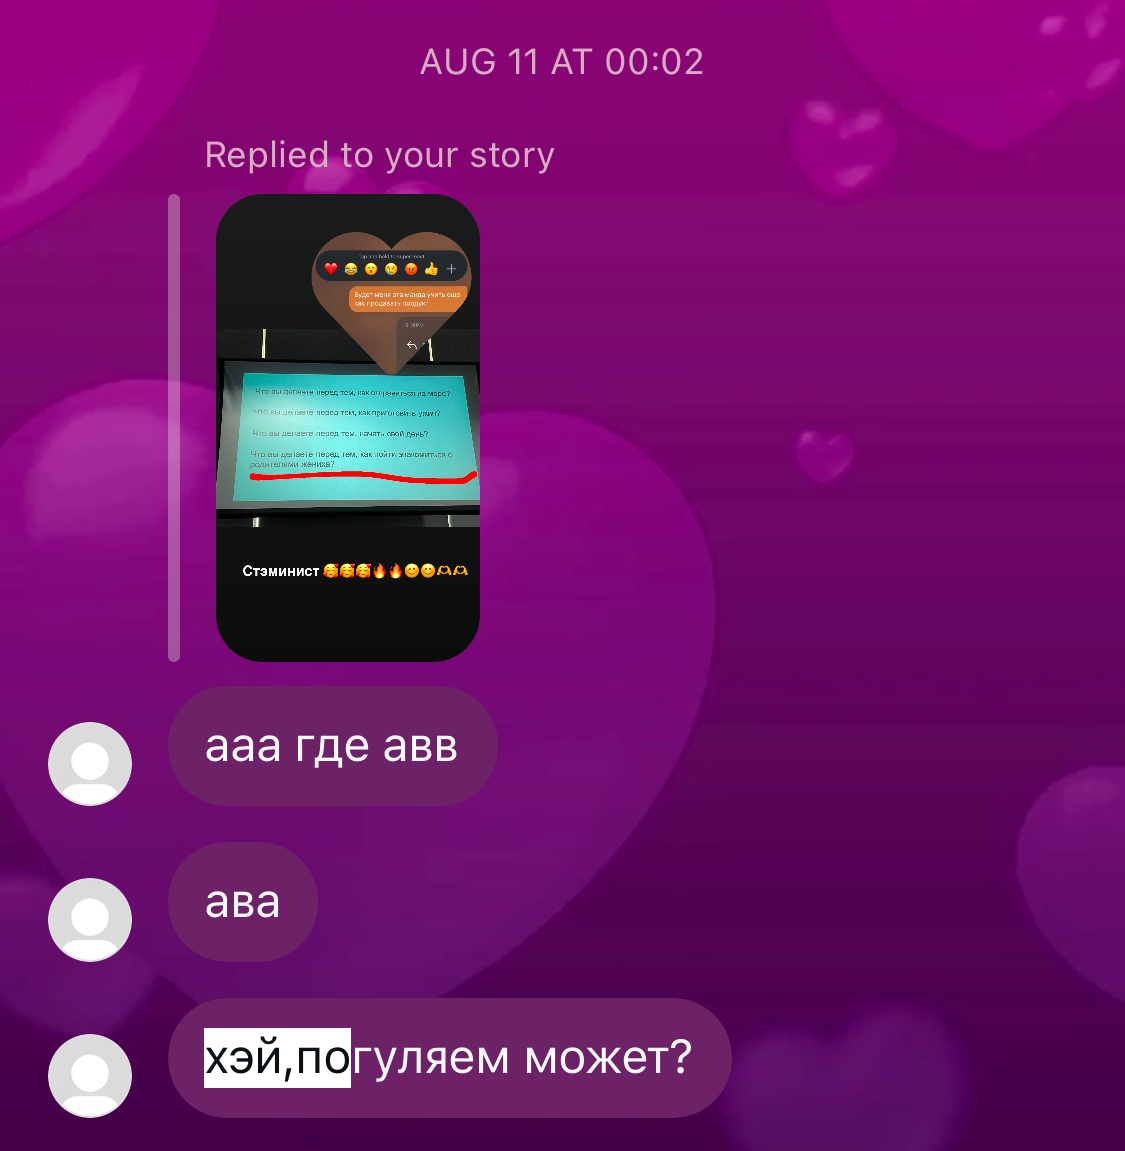 AUG 11 AT 00:02
Replied to your story
Tap and hold to super react
Будет меня эта манда учить еще
как продавать продукт
Что вы делаете перед тем, как отправиться на море?
Что вы делаете перед тем, как приготовить ужин?
Что вы делаете перед тем, начать свой день?
Что вы делаете перед тем, как пойти знакомиться с
родителями жениха?
Стэминист 🥰🥰🥰🔥🔥😊😊🫶🫶
ааа где авв
ава
хэй,погуляем может?